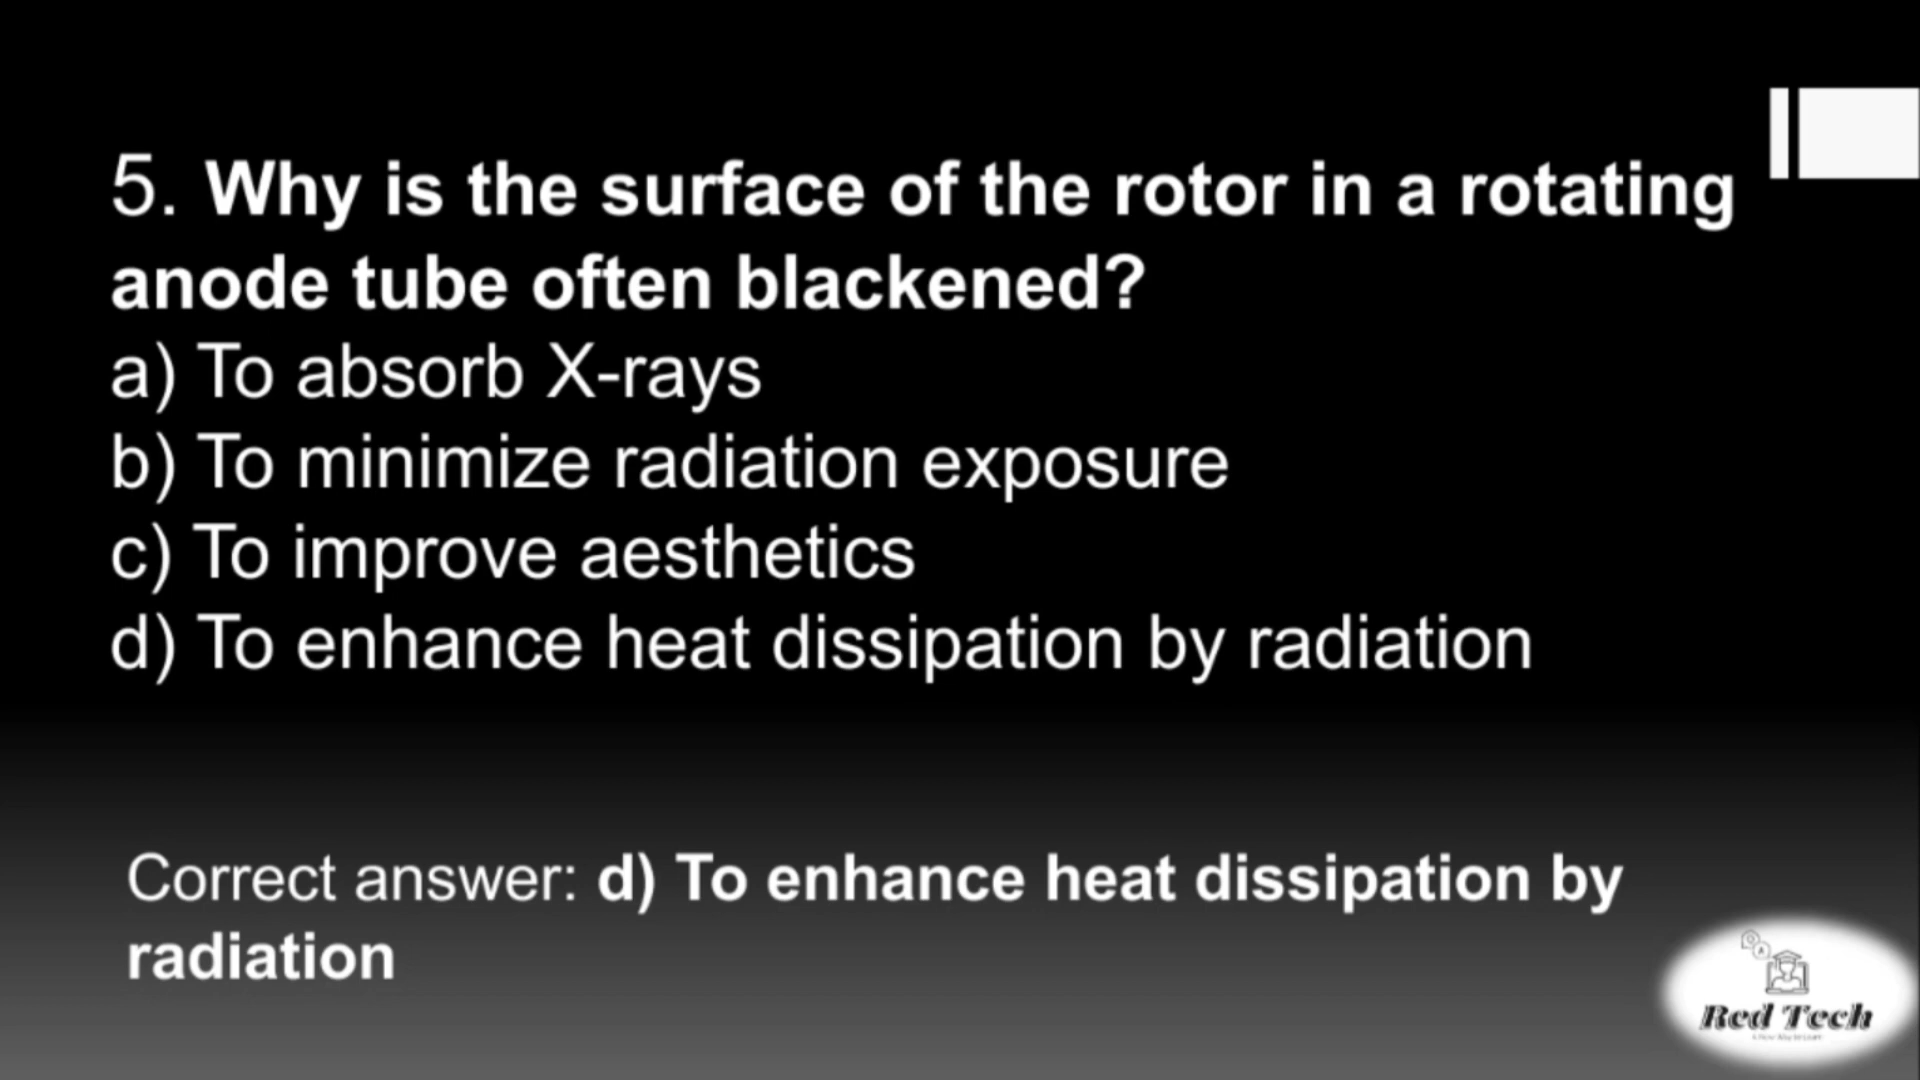 5. Why is the surface of the rotor in a rotating
anode tube often blackened?
a) To absorb X-rays
b) To minimize radiation exposure
c) To improve aesthetics
d) To enhance heat dissipation by radiation
Correct answer: d) To enhance heat dissipation by
radiation
Q
A
Red Tech